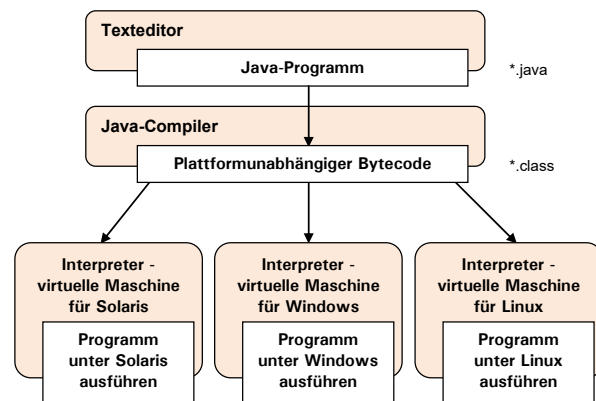 Texteditor
Java-Programm
*.java
Java-Compiler
Plattformunabhängiger Bytecode
*.class
Interpreter -
virtuelle Maschine
für Solaris
Programm
unter Solaris
ausführen
Interpreter -
virtuelle Maschine
für Windows
Programm
unter Windows
ausführen
Interpreter -
virtuelle Maschine
für Linux
Programm
unter Linux
ausführen